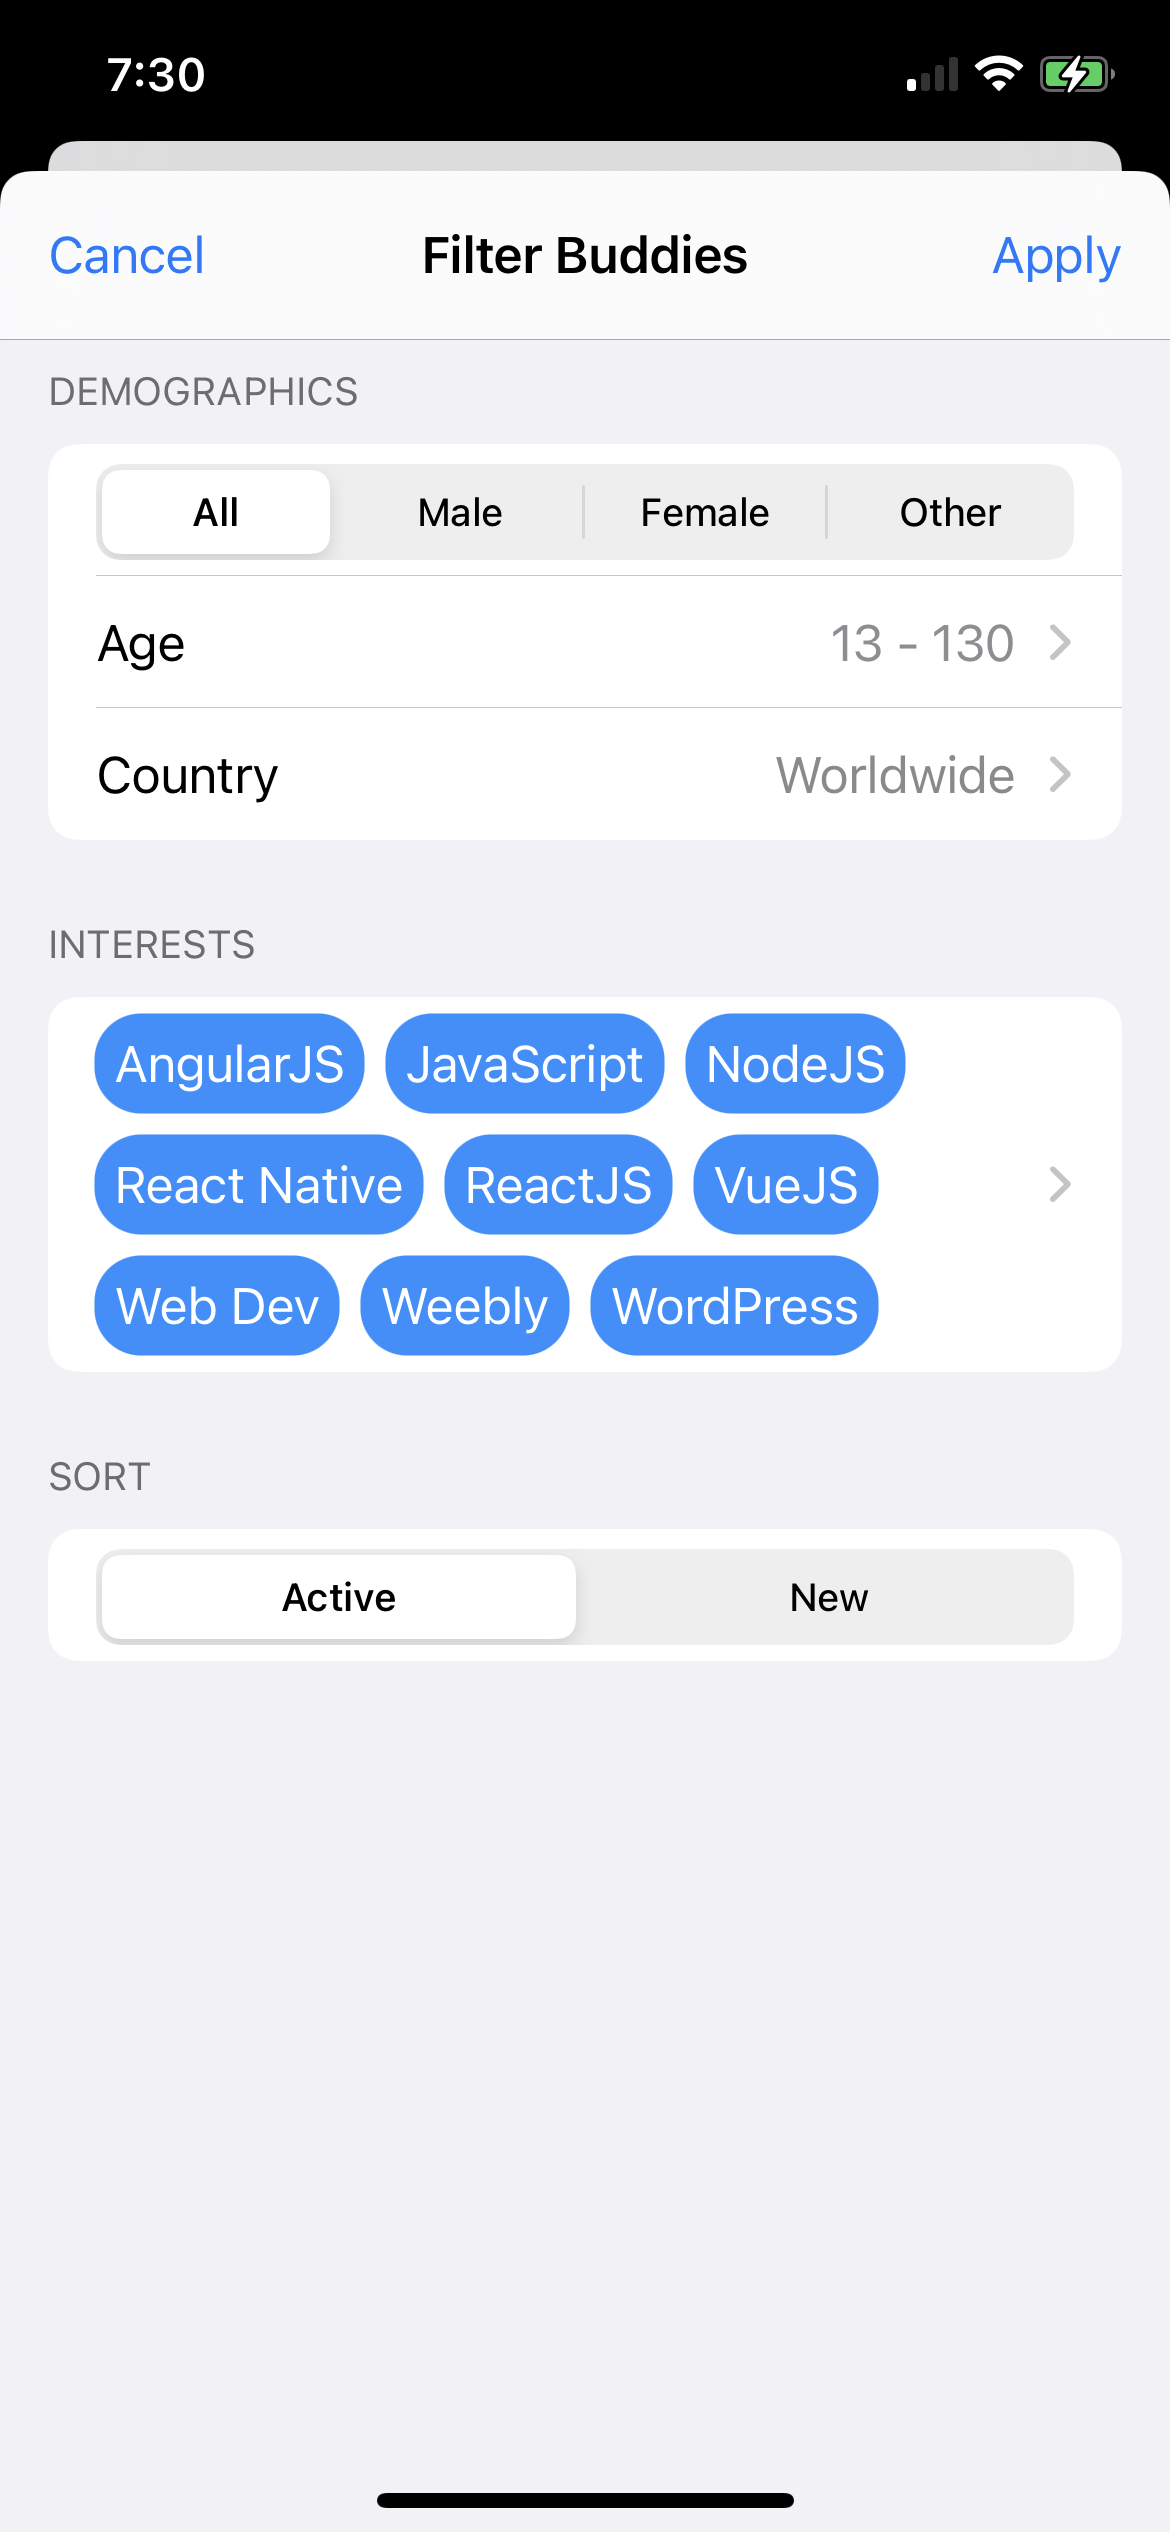 7:30
Cancel Filter Buddies Apply
DEMOGRAPHICS
All Male Female Other
Age 13 - 130
Country Worldwide
INTERESTS
AngularJS JavaScript NodeJS
React Native ReactJS VueJS
Web Dev Weebly WordPress
SORT
Active New